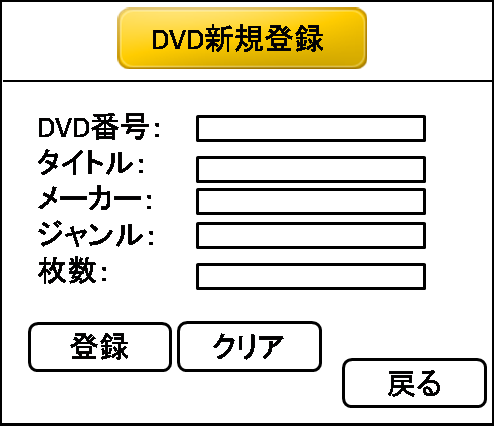 DVD新規登録
DVD番号：
タイトル：
メーカー：
ジャンル：
枚数：
登録 クリア
戻る